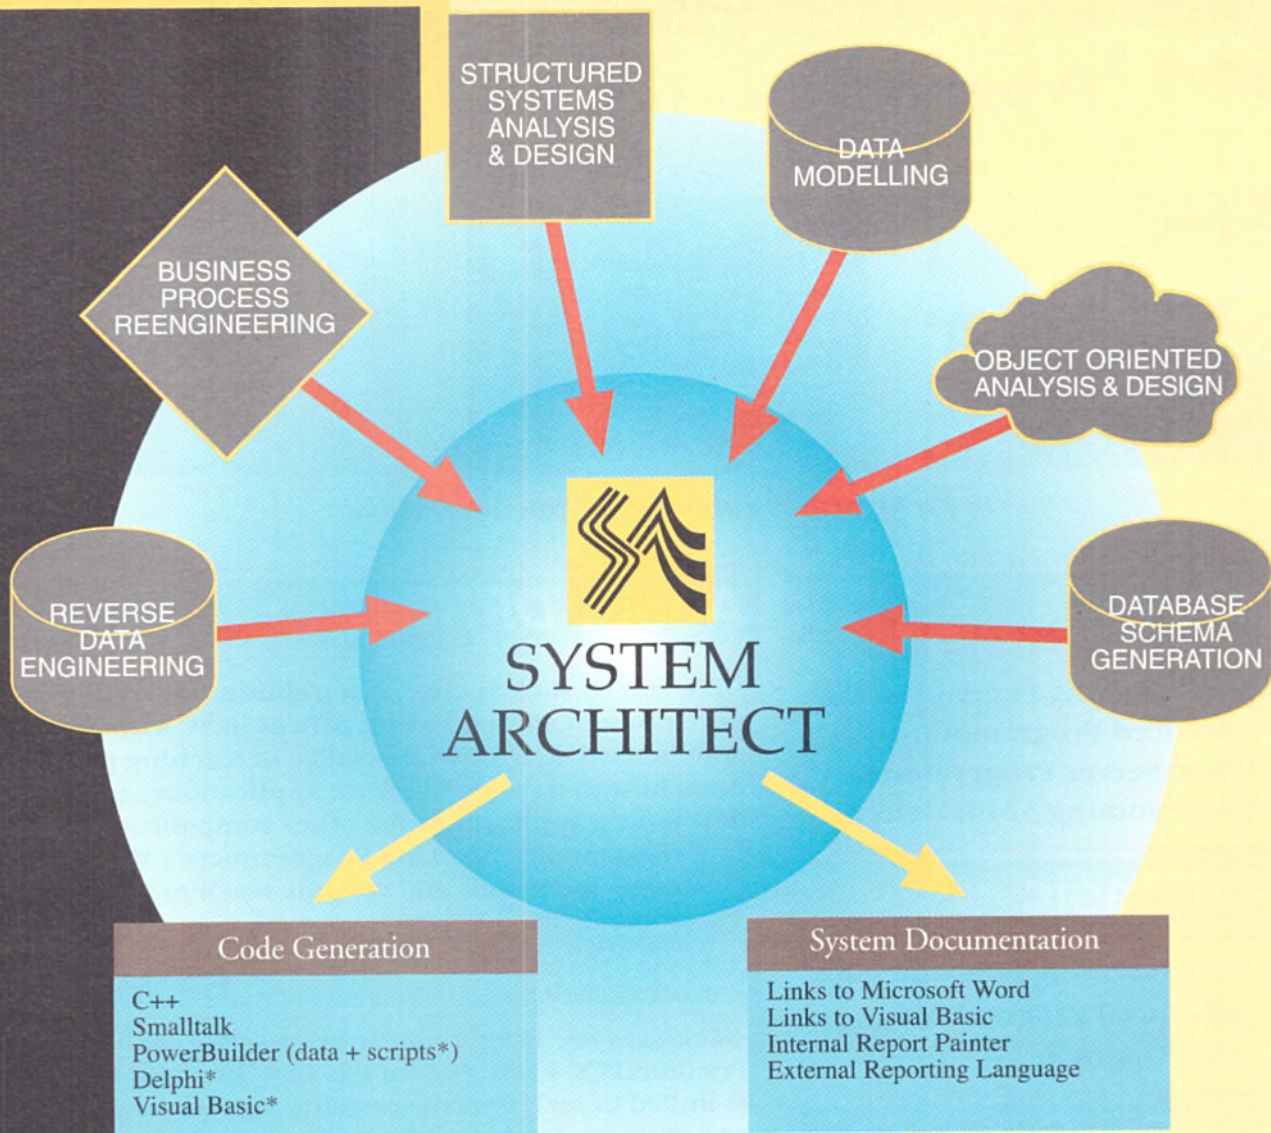 STRUCTURED
SYSTEMS
ANALYSIS
& DESIGN
DATA
MODELLING
BUSINESS
PROCESS
REENGINEERING
OBJECT ORIENTED
ANALYSIS & DESIGN
REVERSE
DATA
ENGINEERING
DATABASE
SCHEMA
GENERATION
SA
SYSTEM
ARCHITECT
Code Generation
C++
Smalltalk
PowerBuilder (data + scripts*)
Delphi*
Visual Basic*
System Documentation
Links to Microsoft Word
Links to Visual Basic
Internal Report Painter
External Reporting Language